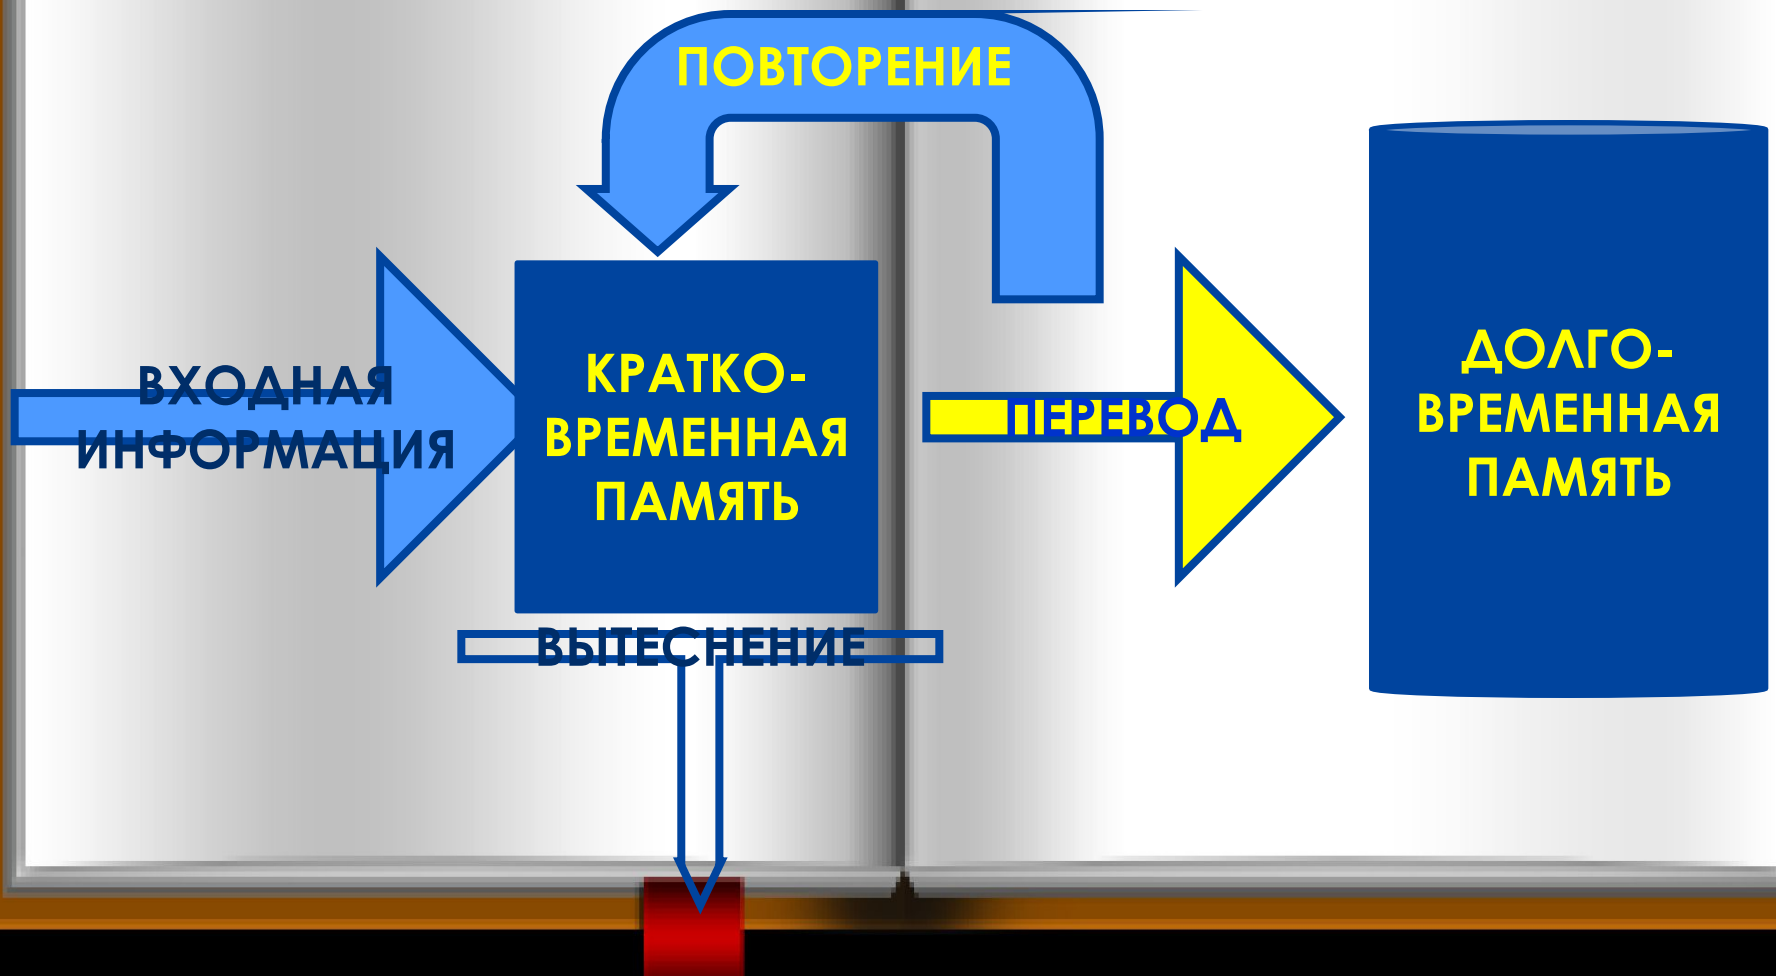 ПОВТОРЕНИЕ
ВХОДНАЯ
ИНФОРМАЦИЯ
КРАТКО-
ВРЕМЕННАЯ
ПАМЯТЬ
ПЕРЕВОД
ДОЛГО-
ВРЕМЕННАЯ
ПАМЯТЬ
ВЫТЕСНЕНИЕ